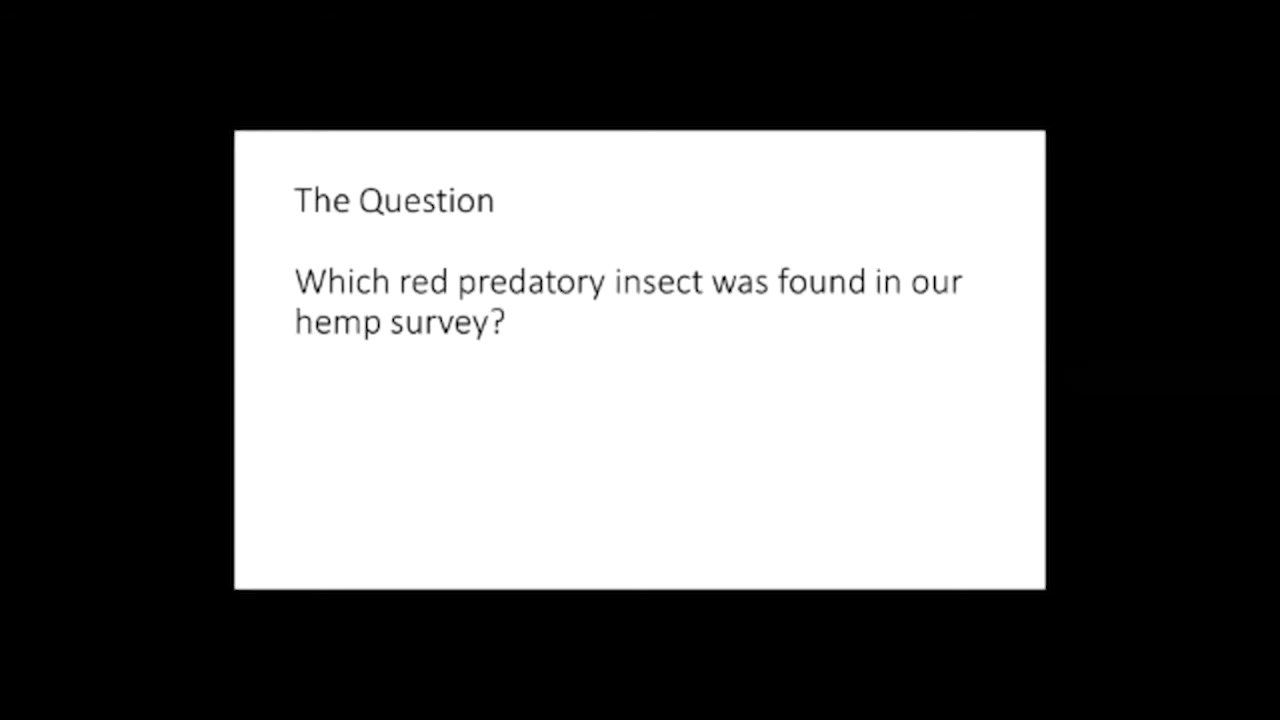 The Question
Which red predatory insect was found in our
hemp survey?